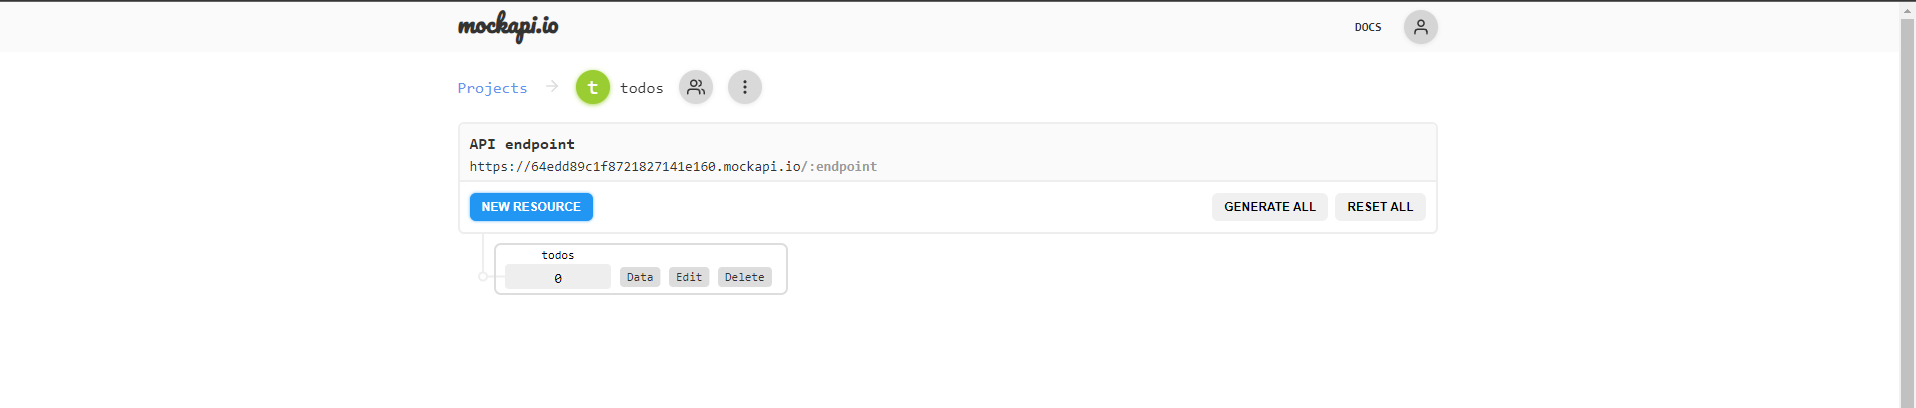 mockapi.io
DOCS
Projects → t todos
API endpoint
https://64edd89c1f8721827141e160.mockapi.io/:endpoint
NEW RESOURCE GENERATE ALL RESET ALL
todos
0 Data Edit Delete